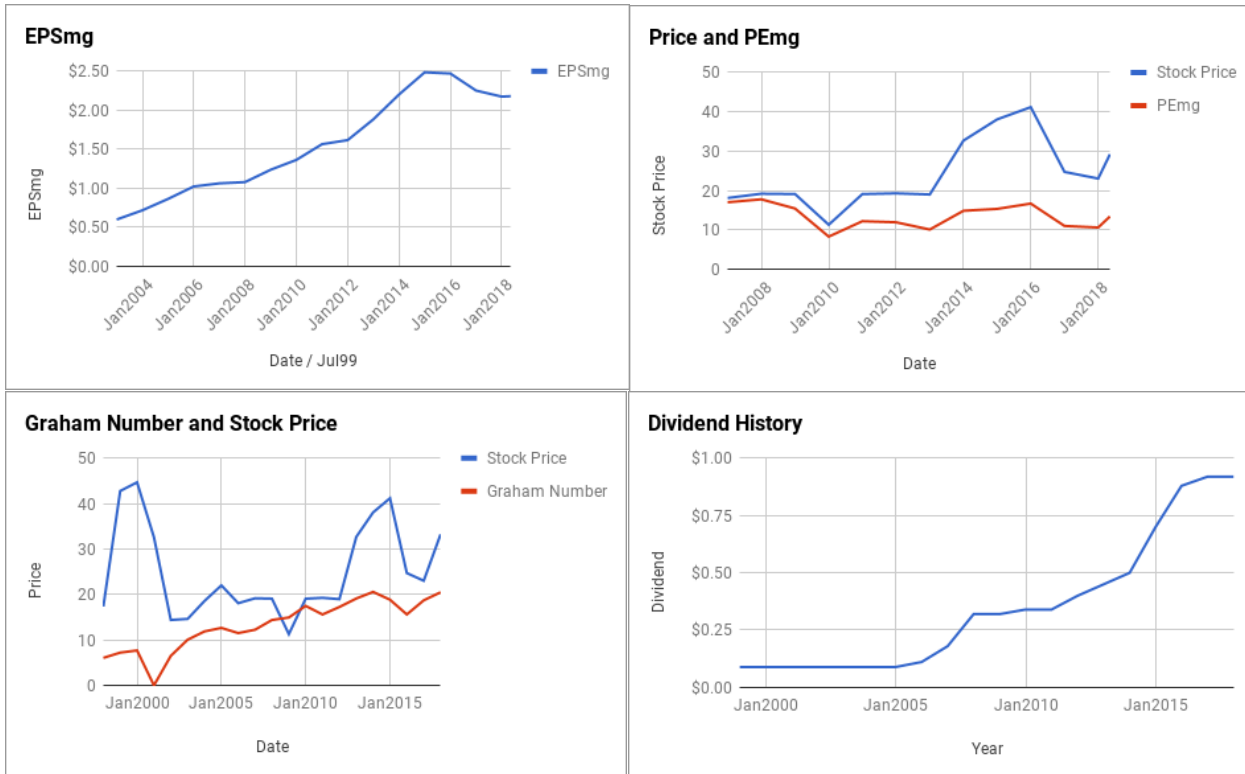 EPSmg
EPSmg
$2.50
$2.00
$1.50
$1.00
$0.50
$0.00
EPSmg
Jan2004
Jan2006
Jan2008
Jan2010
Jan2012
Jan2014
Jan2016
Jan2018
Date / Jul99
Price and PEmg
Stock Price
PEmg
50
40
30
20
10
0
Stock Price
Jan2008
Jan2010
Jan2012
Jan2014
Jan2016
Jan2018
Date
Graham Number and Stock Price
Stock Price
Graham Number
50
40
30
20
10
0
Price
Jan2000
Jan2005
Jan2010
Jan2015
Date
Dividend History
$1.00
$0.75
$0.50
$0.25
$0.00
Dividend
Jan2000
Jan2005
Jan2010
Jan2015
Year